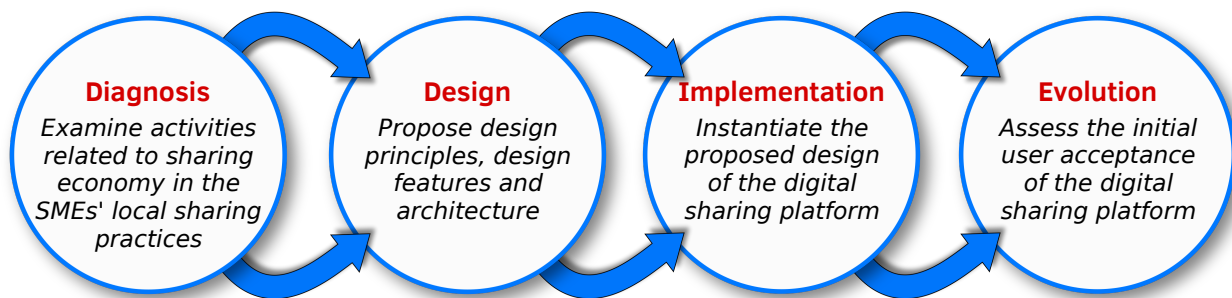 Diagnosis
Examine activities
related to sharing
economy in the
SMEs' local sharing
practices
Design
Propose design
principles, design
features and
architecture
Implementation
Instantiate the
proposed design
of the digital
sharing platform
Evolution
Assess the initial
user acceptance
of the digital
sharing platform